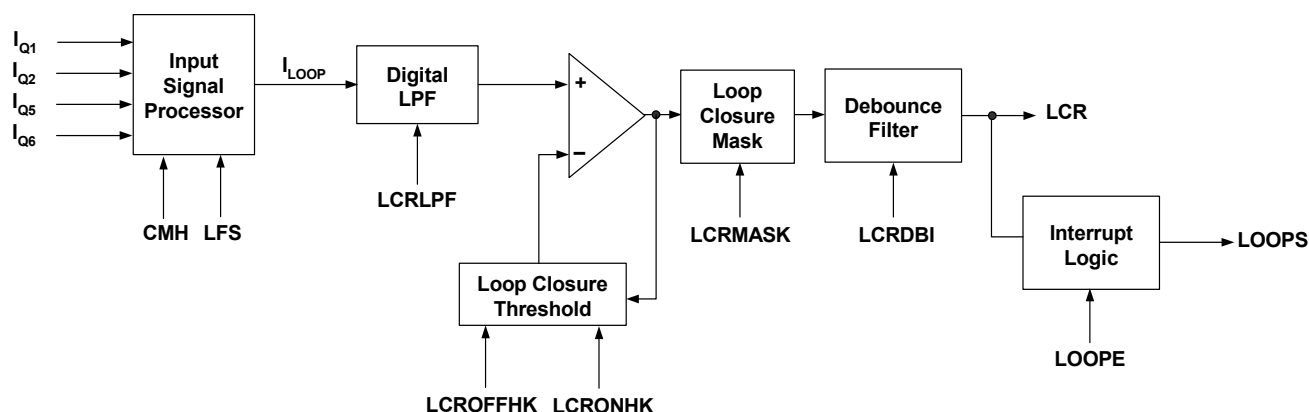 I_Q1
I_Q2
I_Q5
I_Q6
Input
Signal
Processor
CMH
LFS
I_LOOP
Digital
LPF
LCRLPF
+
–
Loop Closure
Threshold
LCROFFHK
LCRONHK
Loop
Closure
Mask
LCRMASK
Debounce
Filter
LCRDBI
LCR
Interrupt
Logic
LOOPE
LOOPS